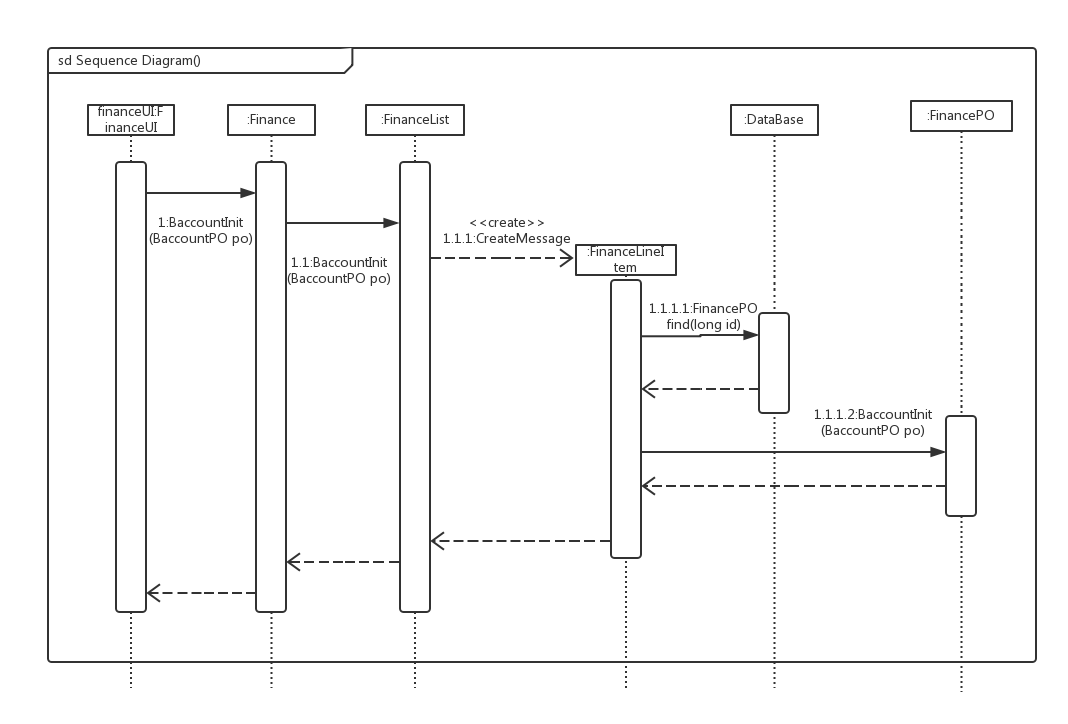 sd Sequence Diagram()
financeUI:F
inanceUI
:Finance
:FinanceList
:DataBase
:FinancePO
1:BaccountInit
(BaccountPO po)
1.1:BaccountInit
(BaccountPO po)
<<create>>
1.1.1:CreateMessage
:FinanceLineI
tem
1.1.1.1:FinancePO
find(long id)
1.1.1.2:BaccountInit
(BaccountPO po)